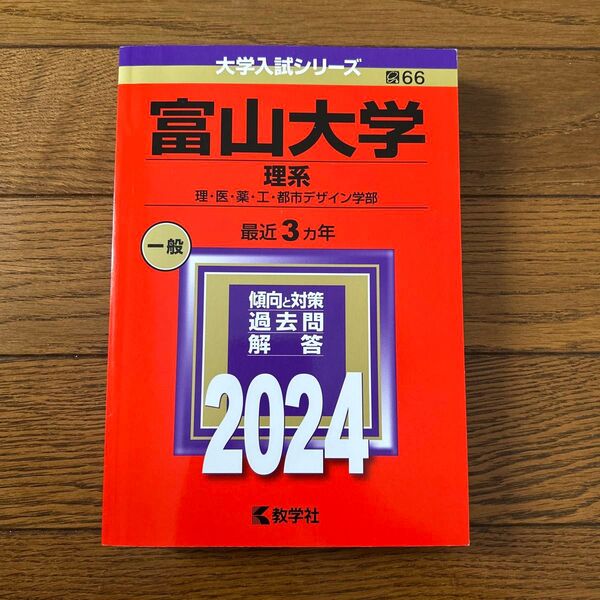 大学入試シリーズ
66
富山大学
理系
理・医・薬・工・都市デザイン学部
最近3ヵ年
一般
傾向と対策
過去問
解答
2024
教学社